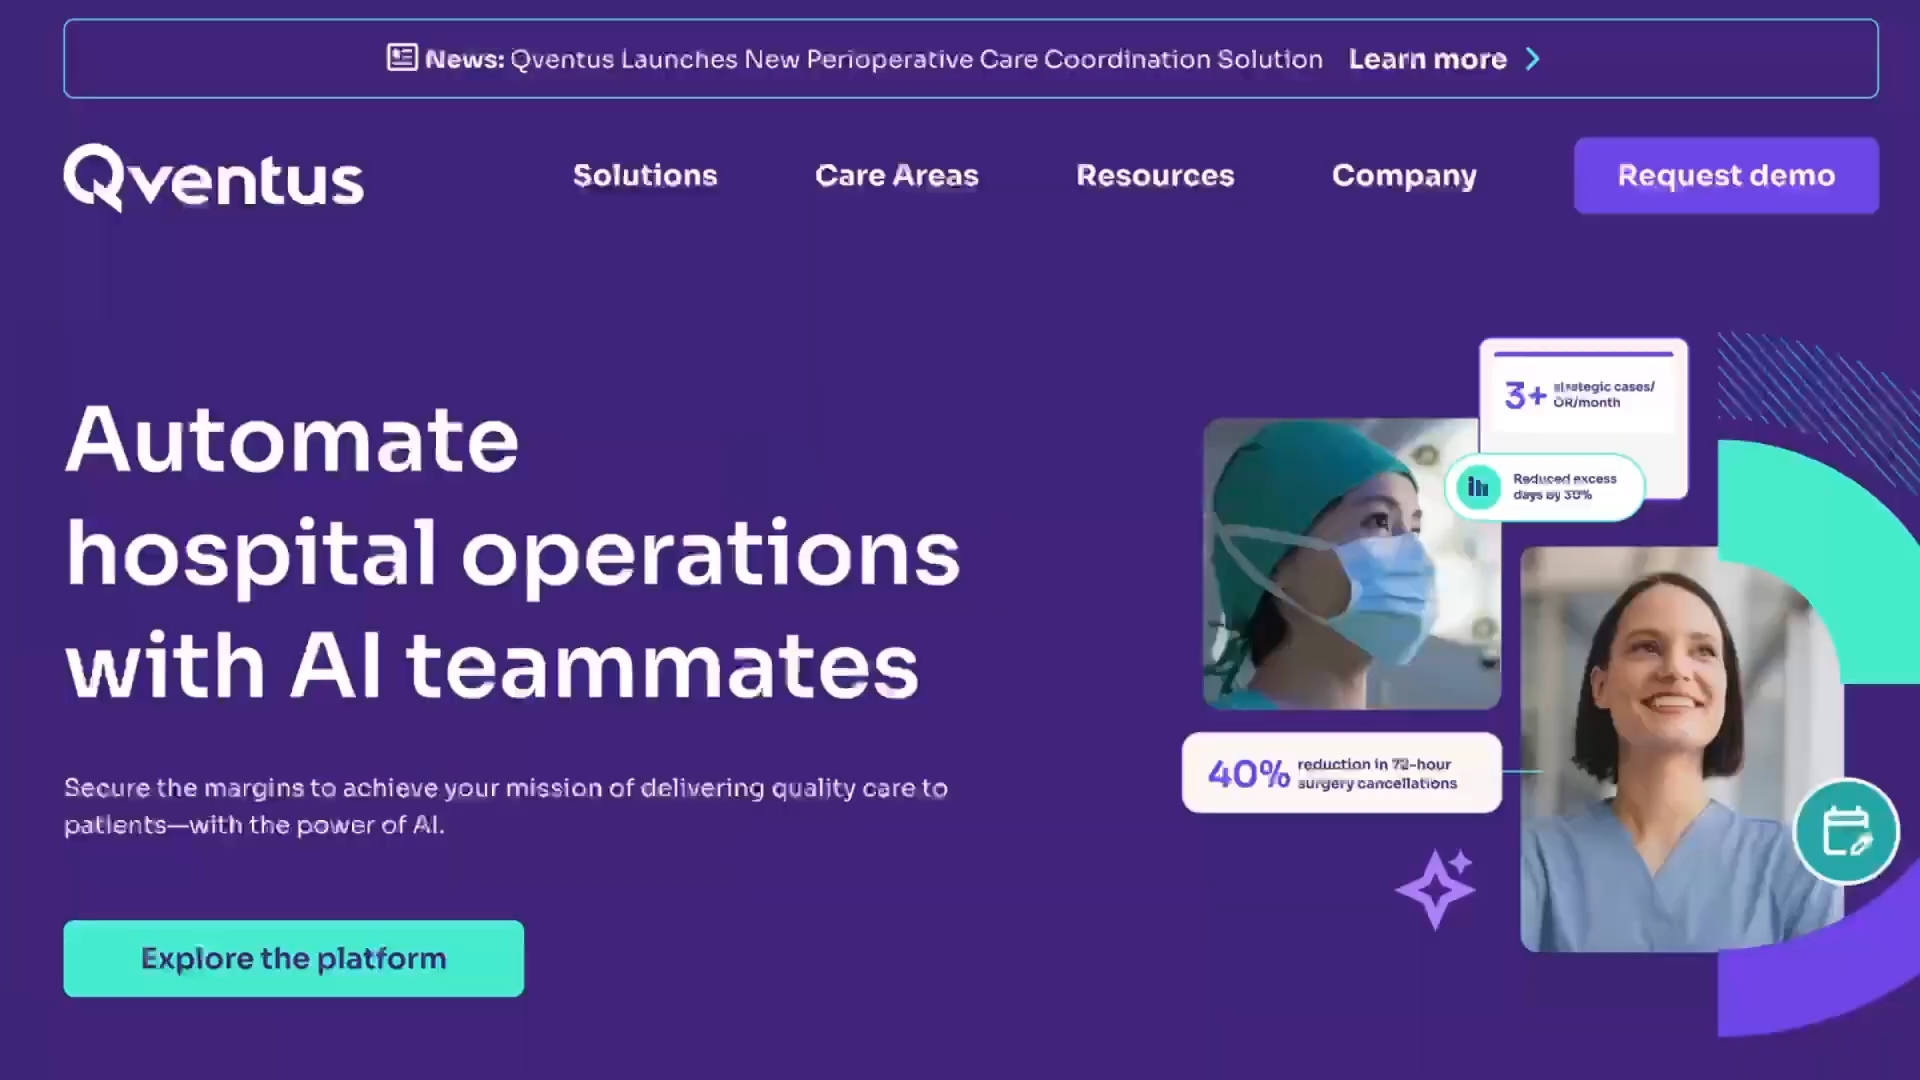 News: Qventus Launches New Perioperative Care Coordination Solution Learn more
Qventus
Solutions
Care Areas
Resources
Company
Request demo
Automate
hospital operations
with AI teammates
Secure the margins to achieve your mission of delivering quality care to
patients—with the power of AI.
Explore the platform
3+ strategic cases/
OR/month
Reduced excess
days by 30%
40% reduction in 72-hour
surgery cancellations